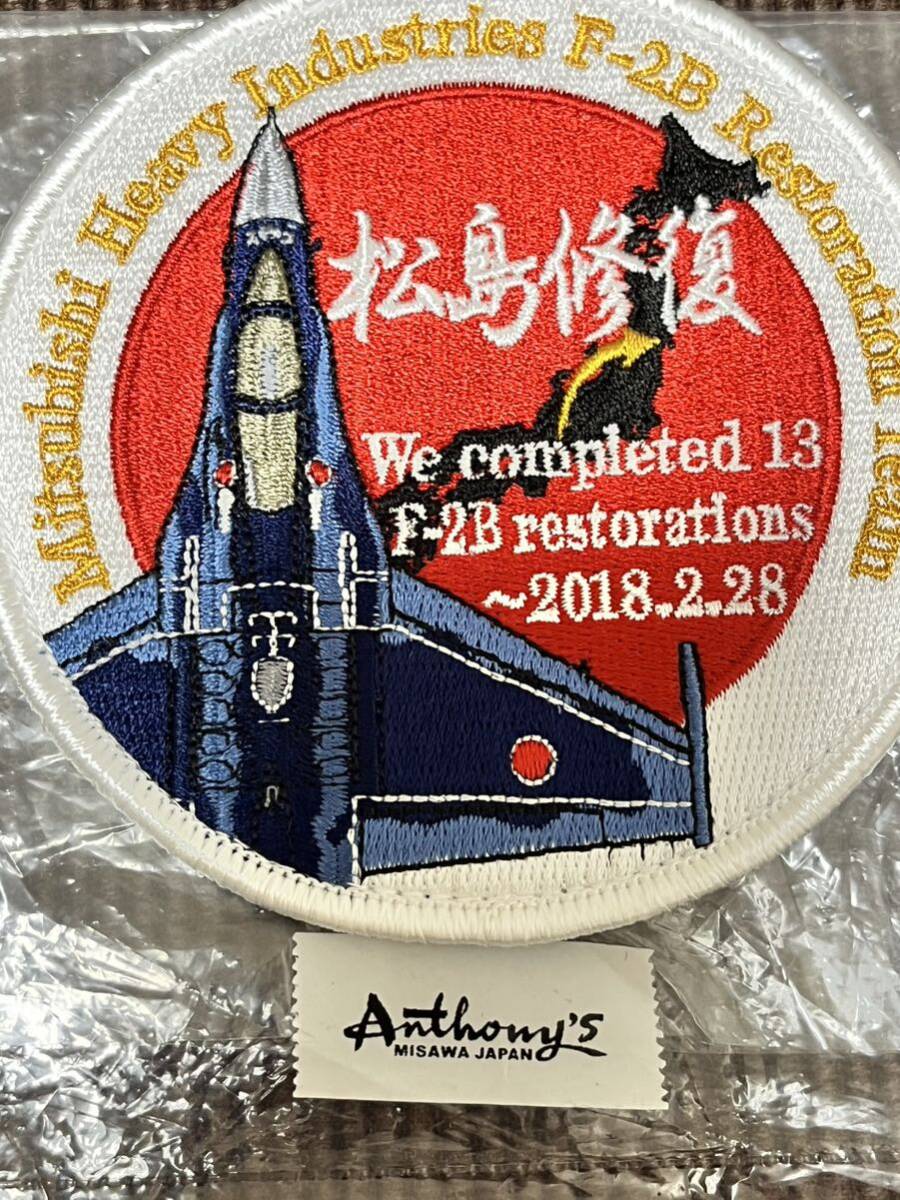 Mitsubishi Heavy Industries F-2B Restoration Team
松島修復
We completed 13
F-2B restorations
~2018.2.28
Anthony's
MISAWA JAPAN